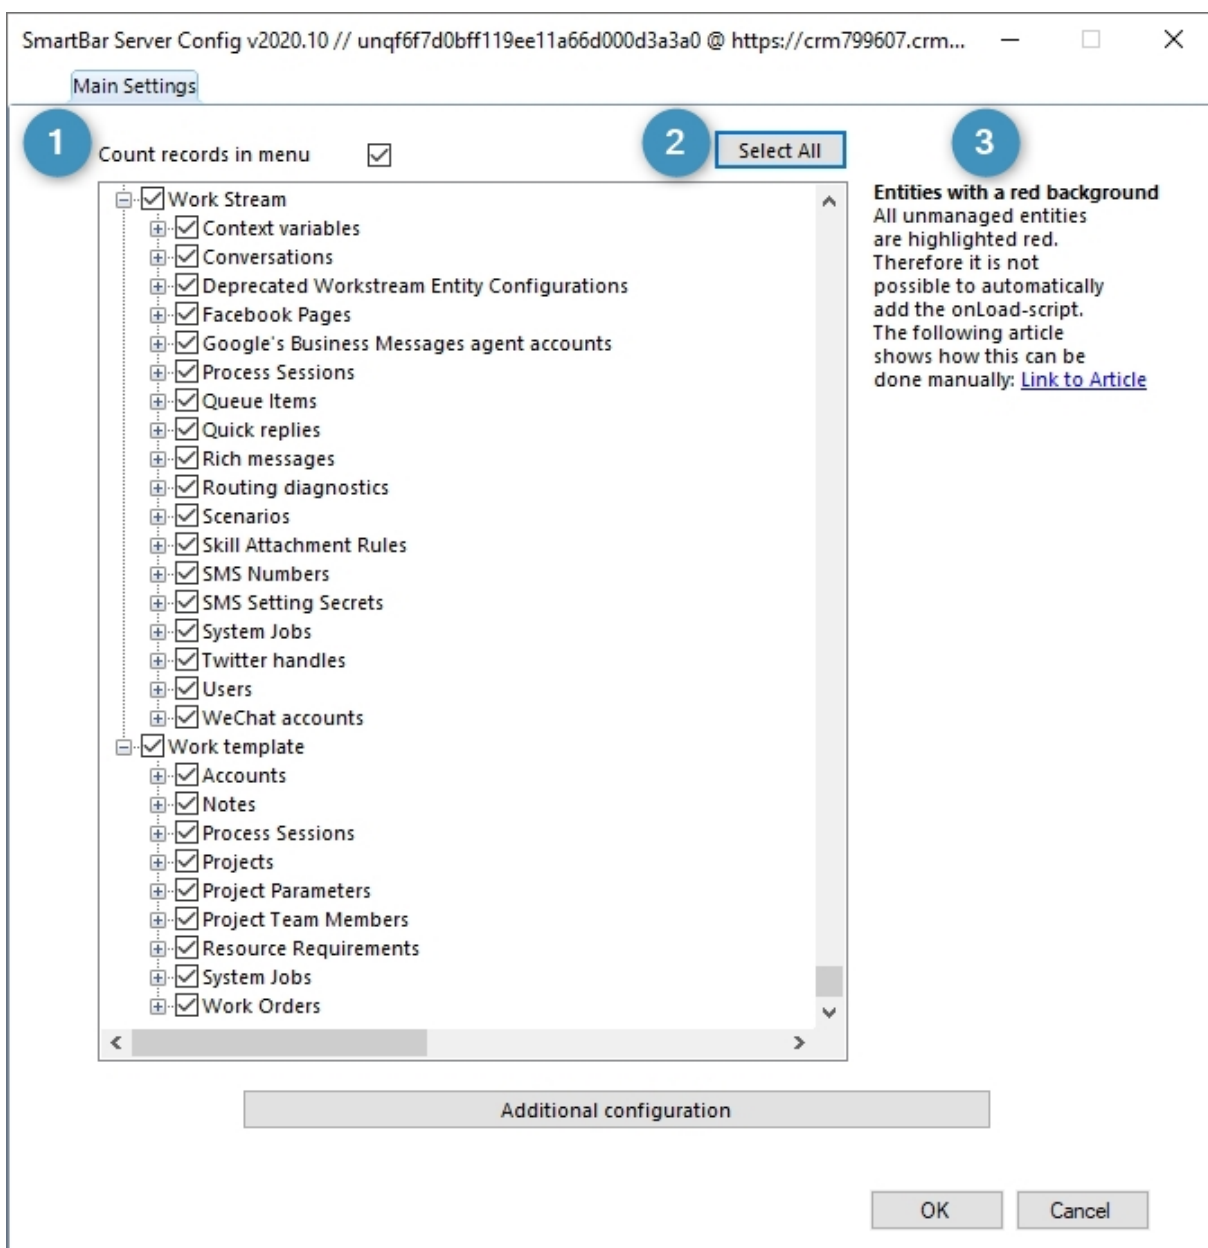 SmartBar Server Config v2020.10 // unqf6f7d0bff119ee11a66d000d3a3a0 @ https://crm799607.crm...
Main Settings
1
Count records in menu
2
Select All
3
Work Stream
Context variables
Conversations
Deprecated Workstream Entity Configurations
Facebook Pages
Google's Business Messages agent accounts
Process Sessions
Queue Items
Quick replies
Rich messages
Routing diagnostics
Scenarios
Skill Attachment Rules
SMS Numbers
SMS Setting Secrets
System Jobs
Twitter handles
Users
WeChat accounts
Work template
Accounts
Notes
Process Sessions
Projects
Project Parameters
Project Team Members
Resource Requirements
System Jobs
Work Orders
Entities with a red background
All unmanaged entities
are highlighted red.
Therefore it is not
possible to automatically
add the onLoad-script.
The following article
shows how this can be
done manually: Link to Article
Additional configuration
OK
Cancel